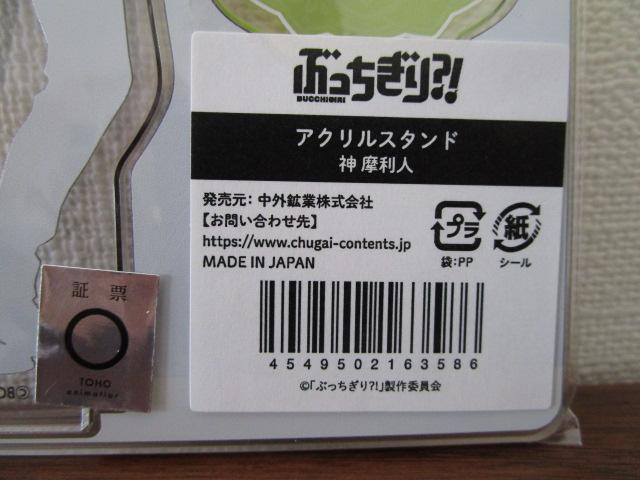 ぶっちぎり?!
BUCCHIGIRI
アクリルスタンド
神 摩利人
発売元: 中外鉱業株式会社
【お問い合わせ先】
https://www.chugai-contents.jp
MADE IN JAPAN
プラ
袋:PP
紙
シール
4549502163586
©「ぶっちぎり?!」製作委員会
証 票
TOHO
animation
©BC